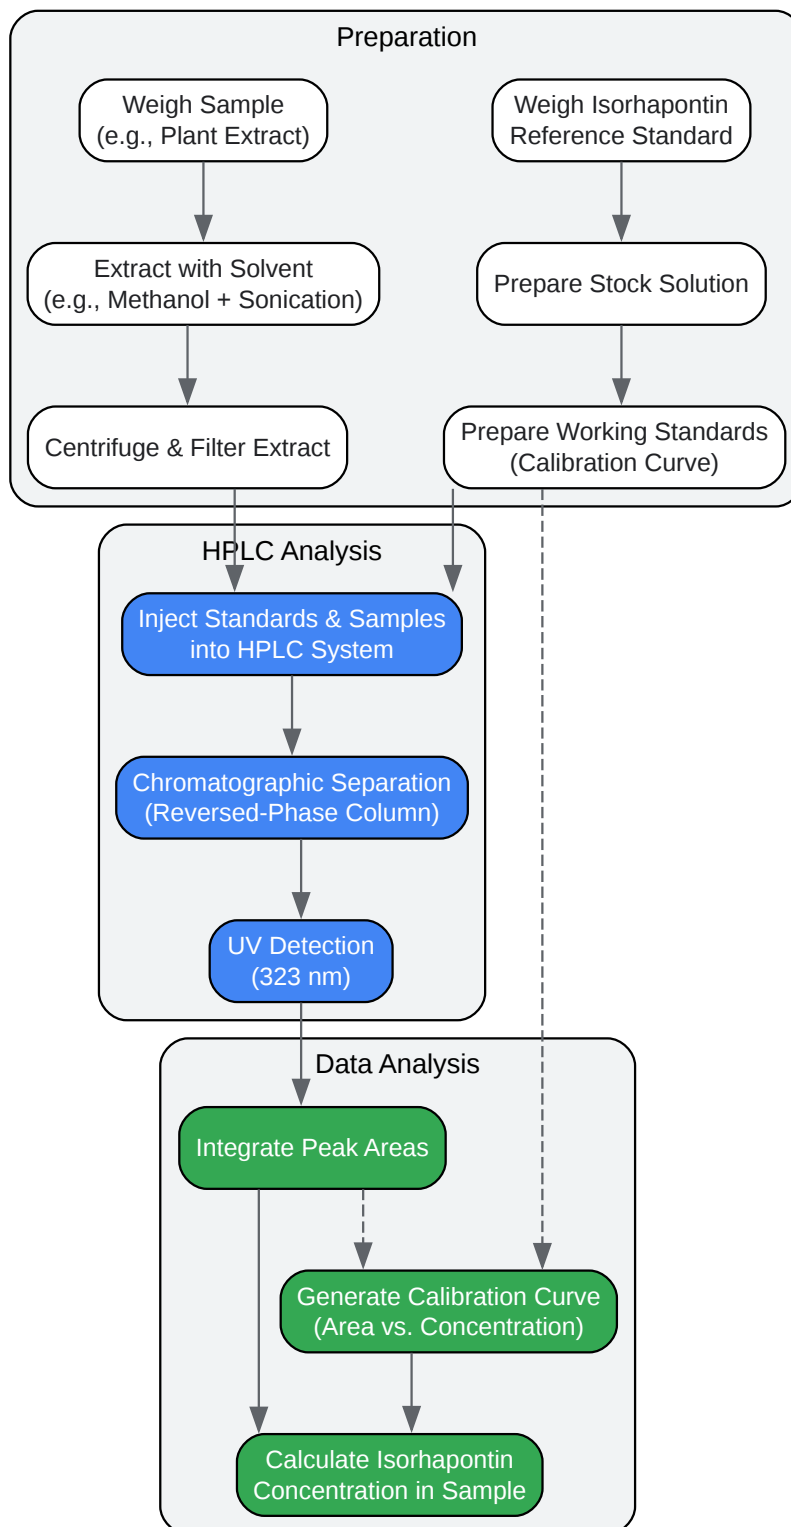 Preparation
Weigh Sample
(e.g., Plant Extract)
Weigh Isorhapontin
Reference Standard
Extract with Solvent
(e.g., Methanol + Sonication)
Prepare Stock Solution
Centrifuge & Filter Extract
Prepare Working Standards
(Calibration Curve)
HPLC Analysis
Inject Standards & Samples
into HPLC System
Chromatographic Separation
(Reversed-Phase Column)
UV Detection
(323 nm)
Data Analysis
Integrate Peak Areas
Generate Calibration Curve
(Area vs. Concentration)
Calculate Isorhapontin
Concentration in Sample